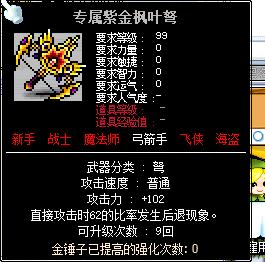 专属紫金枫叶弩
要求等级: 99
要求力量: 0
要求敏捷: 0
要求智力: 0
要求运气: 0
要求人气度: -
道具等级: -
道具经验值: -
新手 战士 魔法师 弓箭手 飞侠 海盗
武器分类 : 弩
攻击速度 : 普通
攻击力 : +102
直接攻击时62的比率发生后退现象。
可升级次数 : 9回
金锤子已提高的强化次数: 0